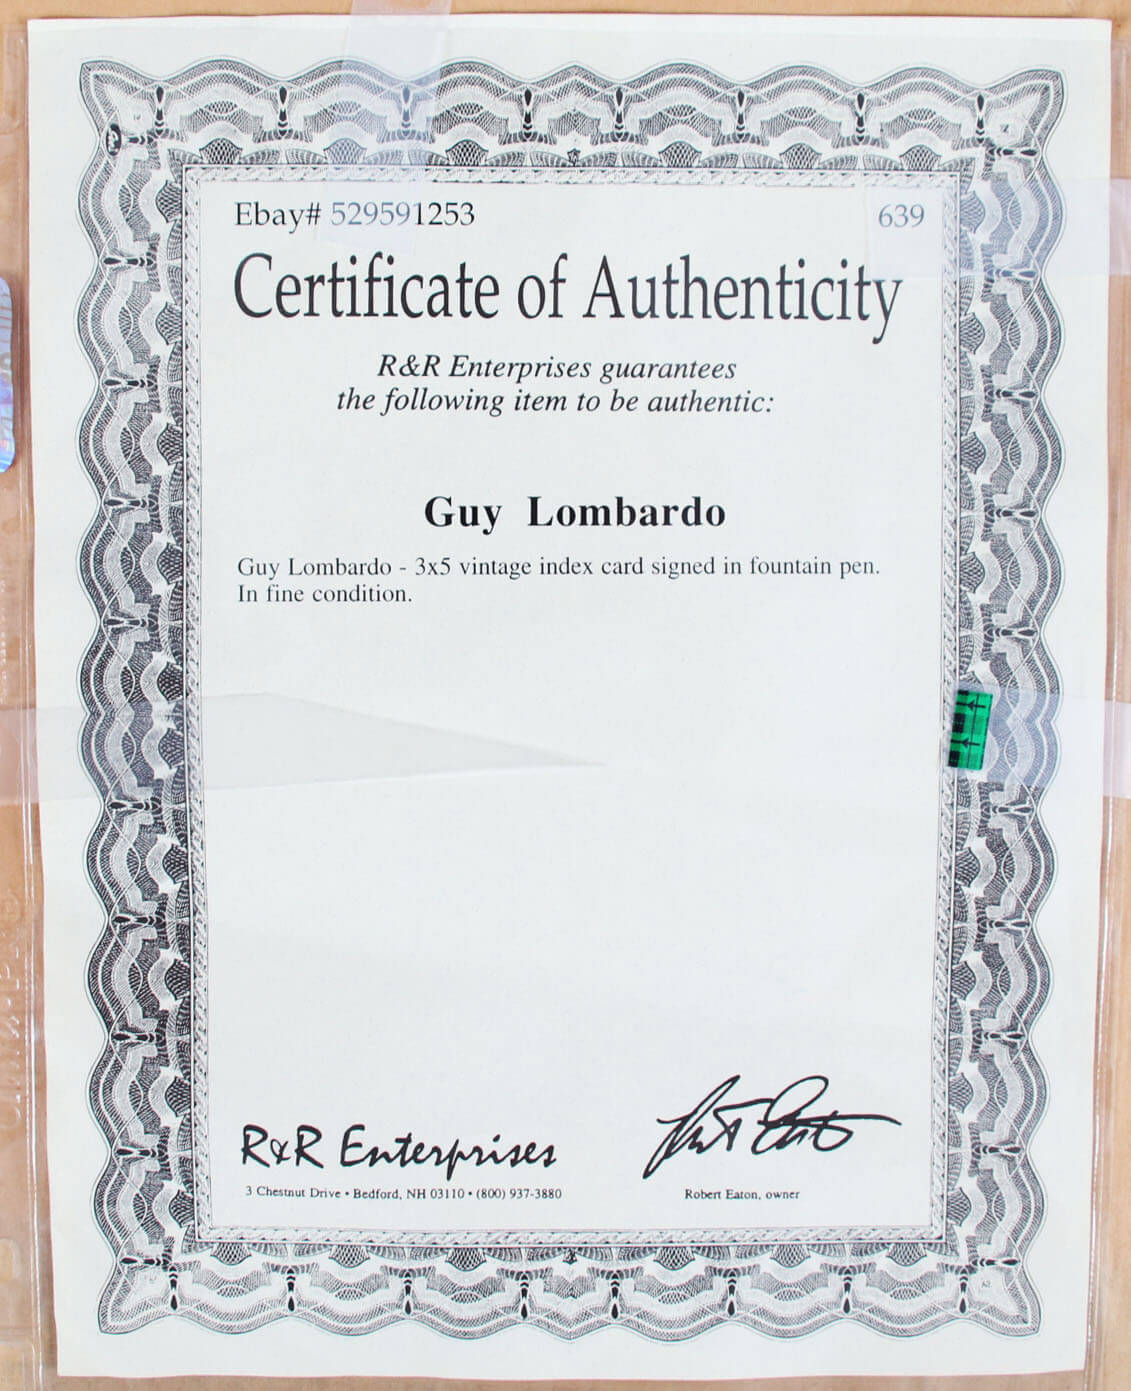 Ebay# 529591253 639
Certificate of Authenticity
R&R Enterprises guarantees
the following item to be authentic:
Guy Lombardo
Guy Lombardo - 3x5 vintage index card signed in fountain pen.
In fine condition.
R&R Enterprises
3 Chestnut Drive • Bedford, NH 03110 • (800) 937-3880
Robert Eaton, owner